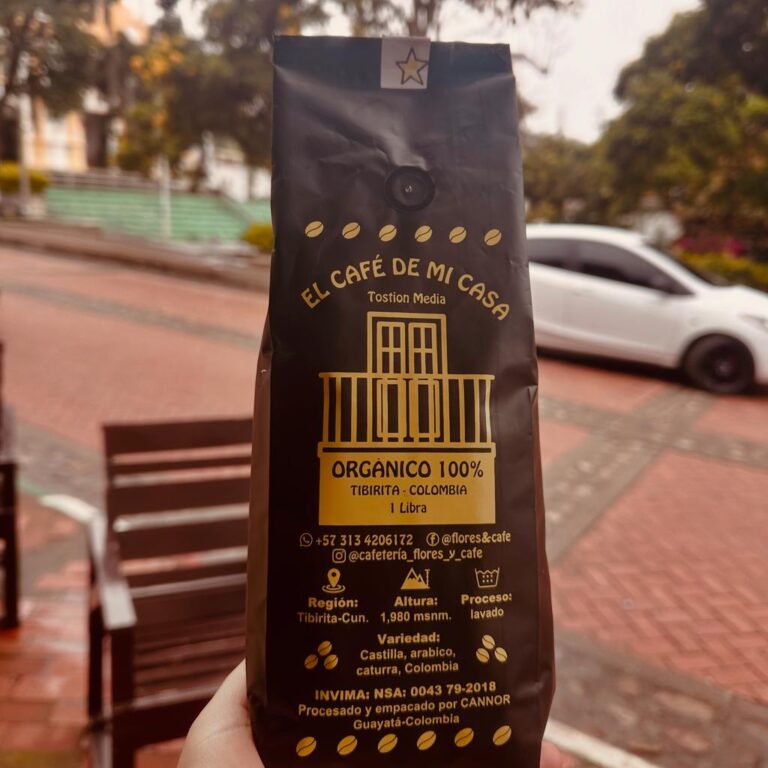 EL CAFÉ DE MI CASA
Tostion Media
ORGÁNICO 100%
TIBIRITA - COLOMBIA
1 Libra
+57 313 4206172 @flores&cafe
@cafetería_flores_y_cafe
Región:
Tibirita-Cun.
Altura:
1,980 msnm.
Proceso:
lavado
Variedad:
Castilla, arabico,
caturra, Colombia
INVIMA: NSA: 0043 79-2018
Procesado y empacado por CANNOR
Guayatá-Colombia